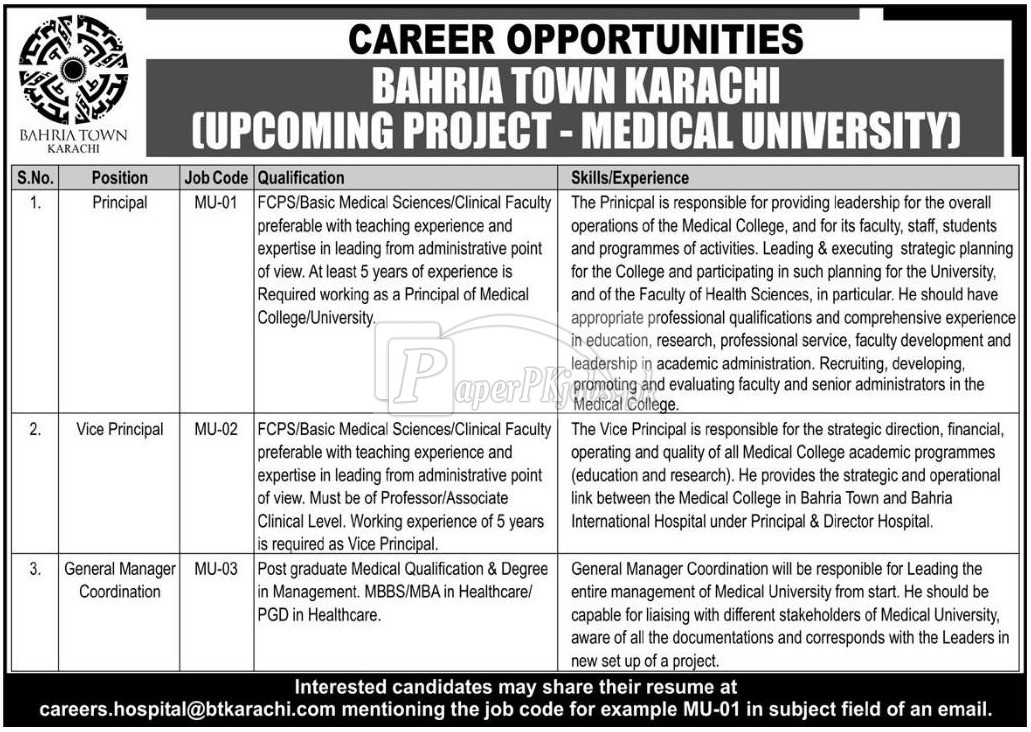 CAREER OPPORTUNITIES
BAHRIA TOWN KARACHI
(UPCOMING PROJECT - MEDICAL UNIVERSITY)
BAHRIA TOWN
KARACHI
S.No. Position Job Code Qualification Skills/Experience
1. Principal MU-01
FCPS/Basic Medical Sciences/Clinical Faculty
preferable with teaching experience and
expertise in leading from administrative point
of view. At least 5 years of experience is
Required working as a Principal of Medical
College/University.
The Prinicpal is responsible for providing leadership for the overall
operations of the Medical College, and for its faculty, staff, students
and programmes of activities. Leading & executing strategic planning
for the College and participating in such planning for the University,
and of the Faculty of Health Sciences, in particular. He should have
appropriate professional qualifications and comprehensive experience
in education, research, professional service, faculty development and
leadership in academic administration. Recruiting, developing,
promoting and evaluating faculty and senior administrators in the
Medical College.
PaperPKjobs.pk
2. Vice Principal MU-02
FCPS/Basic Medical Sciences/Clinical Faculty
preferable with teaching experience and
expertise in leading from administrative point
of view. Must be of Professor/Associate
Clinical Level. Working experience of 5 years
is required as Vice Principal.
The Vice Principal is responsible for the strategic direction, financial,
operating and quality of all Medical College academic programmes
(education and research). He provides the strategic and operational
link between the Medical College in Bahria Town and Bahria
International Hospital under Principal & Director Hospital.
3. General Manager
Coordination
MU-03
Post graduate Medical Qualification & Degree
in Management. MBBS/MBA in Healthcare/
PGD in Healthcare.
General Manager Coordination will be responible for Leading the
entire management of Medical University from start. He should be
capable for liaising with different stakeholders of Medical University,
aware of all the documentations and corresponds with the Leaders in
new set up of a project.
Interested candidates may share their resume at
careers.hospital@btkarachi.com mentioning the job code for example MU-01 in subject field of an email.